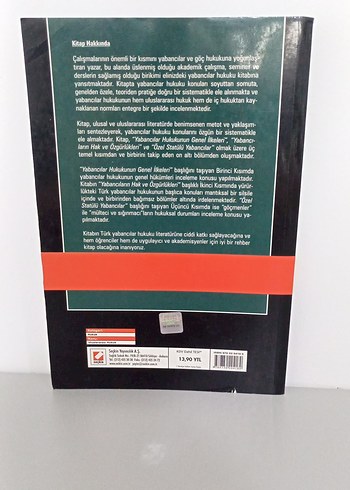 Kitap Hakkında
Çalışmalarının önemli bir kısmını yabancılar ve göç hukukuna yoğunlaş-
tıran yazar, bu alanda üslenmiş olduğu akademik çalışma, seminer ve
derslerin sağlamış olduğu birikimi elinizdeki yabancılar hukuku kitabına
yansıtmaktadır. Kitapta yabancılar hukuku konuları soyuttan somuta,
genelden özele, teoriden pratiğe doğru bir sistematikle ele alınmakta ve
yabancılar hukukunun hem uluslararası hukuk hem de iç hukuktan kay-
naklanan normları entegre bir şekilde incelenmektedir.
Kitap, ulusal ve uluslararası literatürde benimsenen metot ve yaklaşım-
ları sentezleyerek, yabancılar hukuku konularını özgün bir sistematikle
ele almaktadır. Kitap, "Yabancılar Hukukunun Genel İlkeleri", "Yabancı-
ların Hak ve Özgürlükleri" ve "Özel Statülü Yabancılar" olmak üzere üç
temel kısımdan ve birbirini takip eden on altı bölümden oluşmaktadır.
"Yabancılar Hukukunun Genel İlkeleri" başlığı taşıyan Birinci Kısımda
yabancılar hukukunun genel hükümleri inceleme konusu yapılmaktadır.
Kitabın "Yabancıların Hak ve Özgürlükleri" başlıklı İkinci Kısımda yürür-
lükteki Türk yabancılar hukukunun başlıca konuları mantıksal bir silsile
içinde ve birbirinden bağımsız bölümler altında irdelenmektedir. "Özel
Statülü Yabancılar" başlığını taşıyan Üçüncü Kısımda ise "göçmenler"
ile "mülteci ve sığınmacı"ların hukuksal durumları inceleme konusu ya-
pılmaktadır.
Kitabın Türk yabancılar hukuku literatürüne ciddi katkı sağlayacağına ve
hem öğrenciler hem de uygulayıcı ve akademisyenler için iyi bir rehber
kitap olacağına inanıyoruz.
Seçkin Yayıncılık A.Ş.
KDV Dahil
13,90 YTL